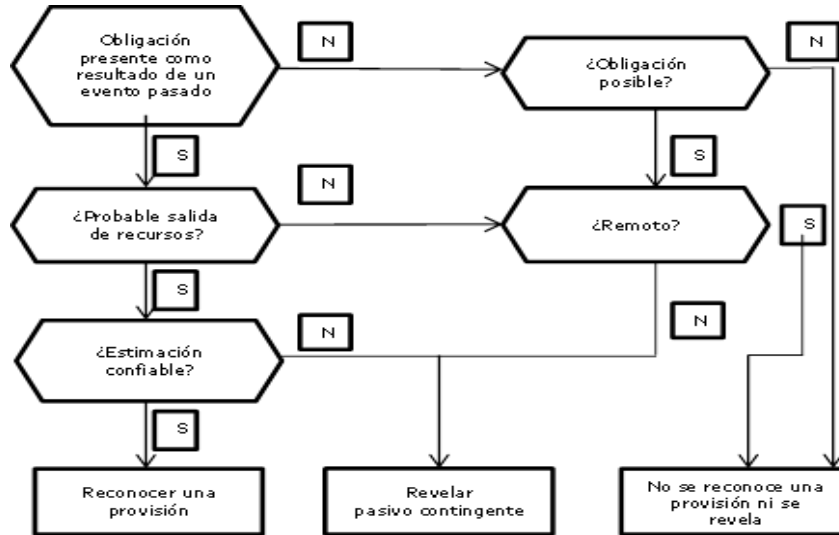 Obligación
presente como
resultado de un
evento pasado
N
¿Obligación
posible?
N
S
S
¿Probable salida
de recursos?
N
¿Remoto?
S
S
¿Estimación
confiable?
N
N
S
Reconocer una
provisión
Revelar
pasivo contingente
No se reconoce una
provisión ni se
revela